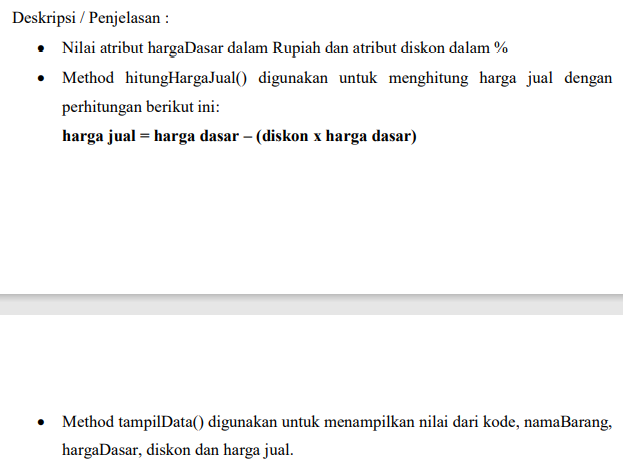 Deskripsi / Penjelasan :
• Nilai atribut hargaDasar dalam Rupiah dan atribut diskon dalam %
• Method hitungHargaJual() digunakan untuk menghitung harga jual dengan
perhitungan berikut ini:
harga jual = harga dasar – (diskon x harga dasar)
• Method tampilData() digunakan untuk menampilkan nilai dari kode, namaBarang,
hargaDasar, diskon dan harga jual.